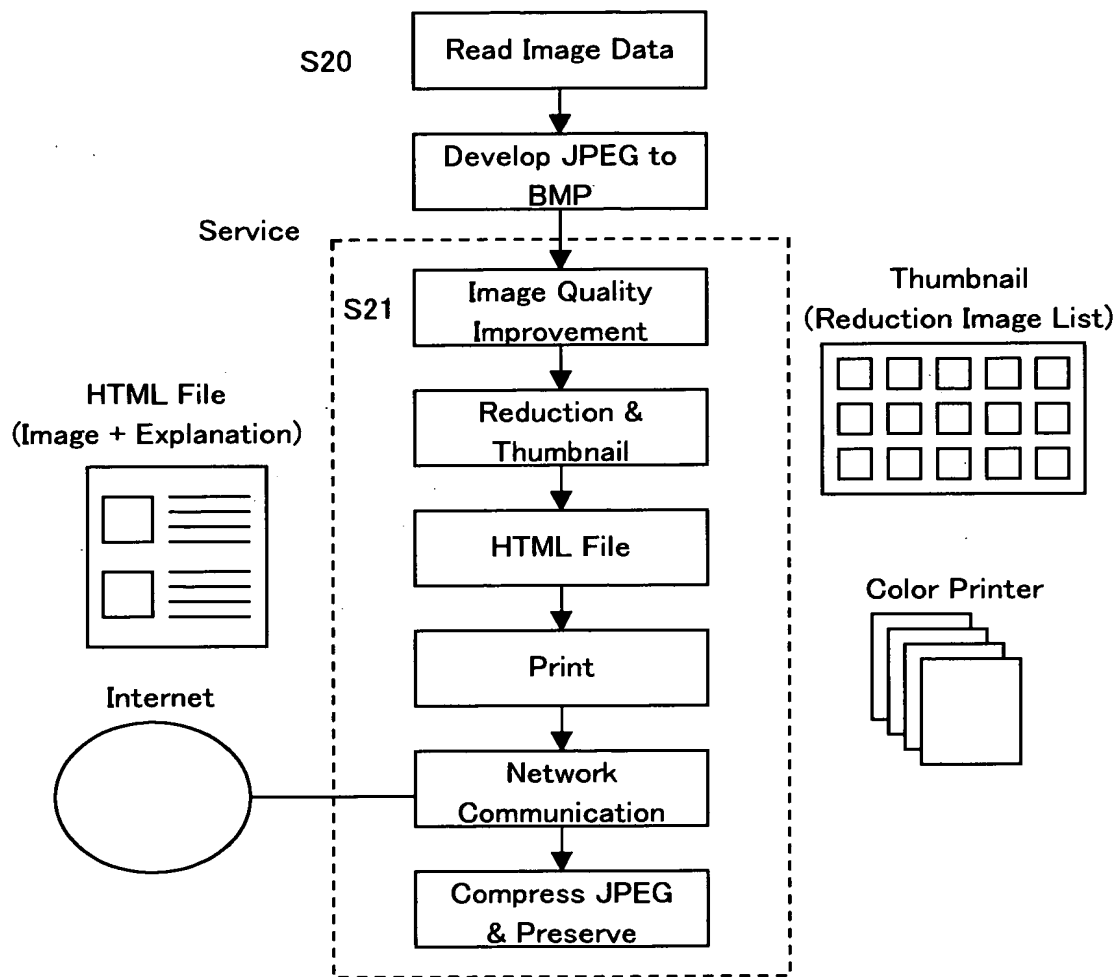 S20
Read Image Data
Develop JPEG to
BMP
Service
S21
Image Quality
Improvement
Thumbnail
(Reduction Image List)
HTML File
(Image + Explanation)
Reduction &
Thumbnail
HTML File
Color Printer
Print
Internet
Network
Communication
Compress JPEG
& Preserve